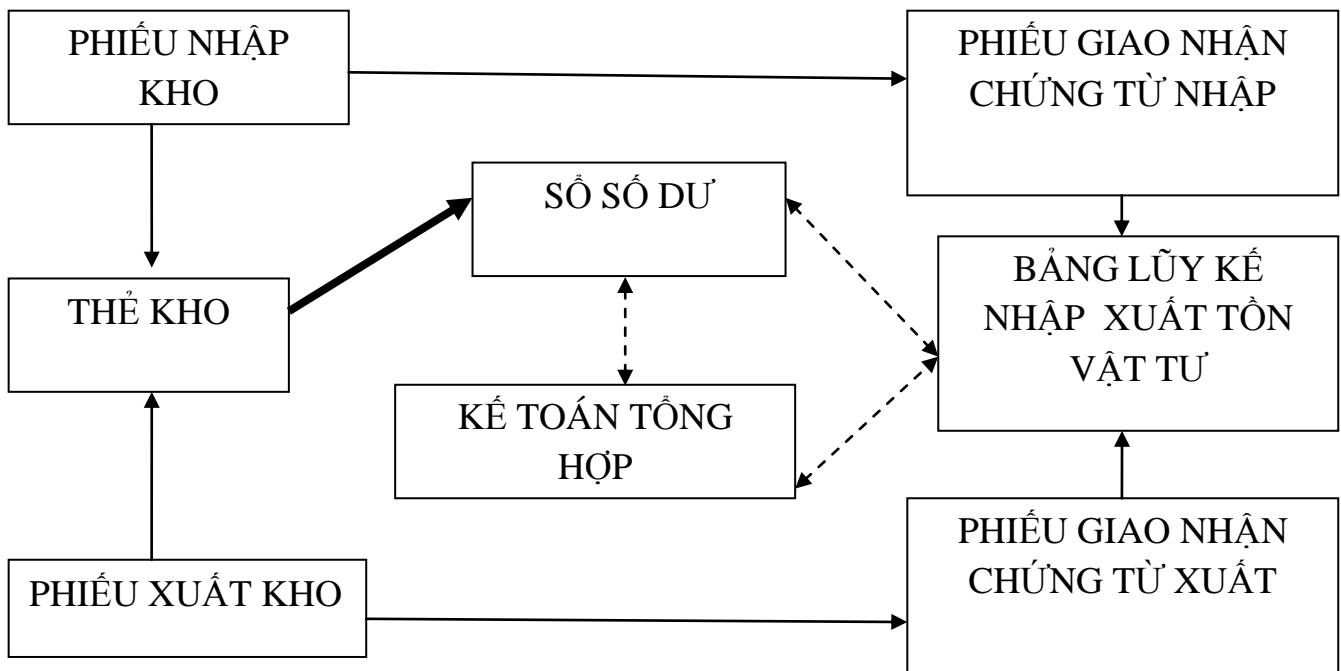 PHIẾU NHẬP
KHO
PHIẾU GIAO NHẬN
CHỨNG TỪ NHẬP
SỔ SỐ DƯ
THẺ KHO
BẢNG LŨY KẾ
NHẬP XUẤT TỒN
VẬT TƯ
KẾ TOÁN TỔNG
HỢP
PHIẾU XUẤT KHO
PHIẾU GIAO NHẬN
CHỨNG TỪ XUẤT